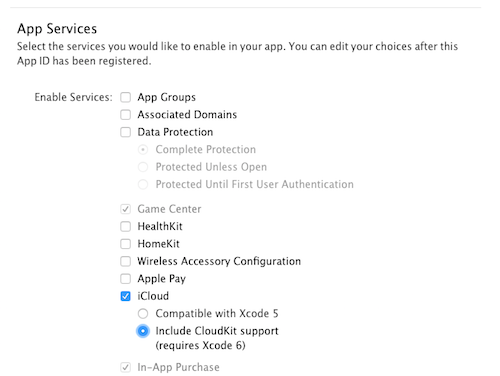 App Services
Select the services you would like to enable in your app. You can edit your choices after this
App ID has been registered.
Enable Services:
App Groups
Associated Domains
Data Protection
Complete Protection
Protected Unless Open
Protected Until First User Authentication
Game Center
HealthKit
HomeKit
Wireless Accessory Configuration
Apple Pay
iCloud
Compatible with Xcode 5
Include CloudKit support
(requires Xcode 6)
In-App Purchase